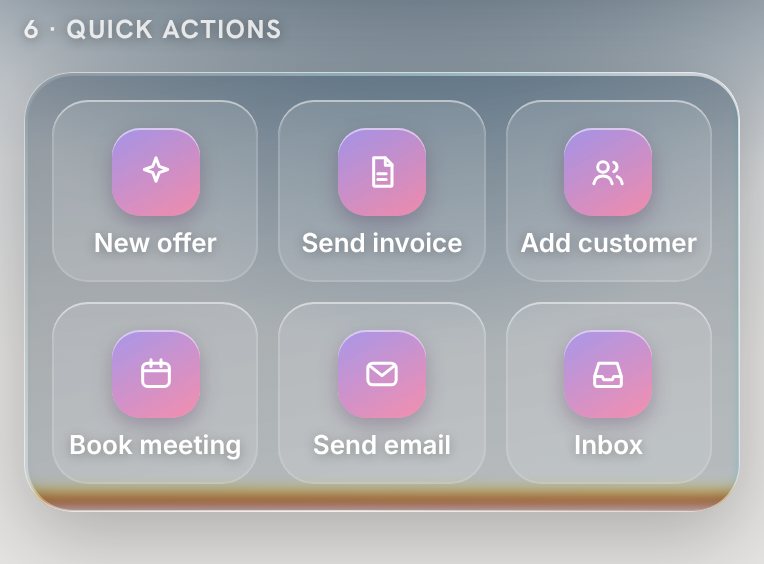 6 · QUICK ACTIONS
New offer
Send invoice
Add customer
Book meeting
Send email
Inbox